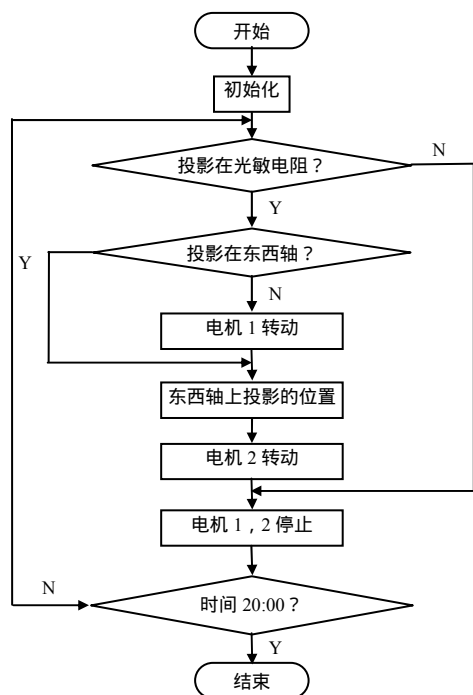 开始
初始化
投影在光敏电阻？
N
Y
投影在东西轴？
Y
N
电机 1 转动
东西轴上投影的位置
电机 2 转动
电机 1，2 停止
N
时间 20:00？
Y
结束